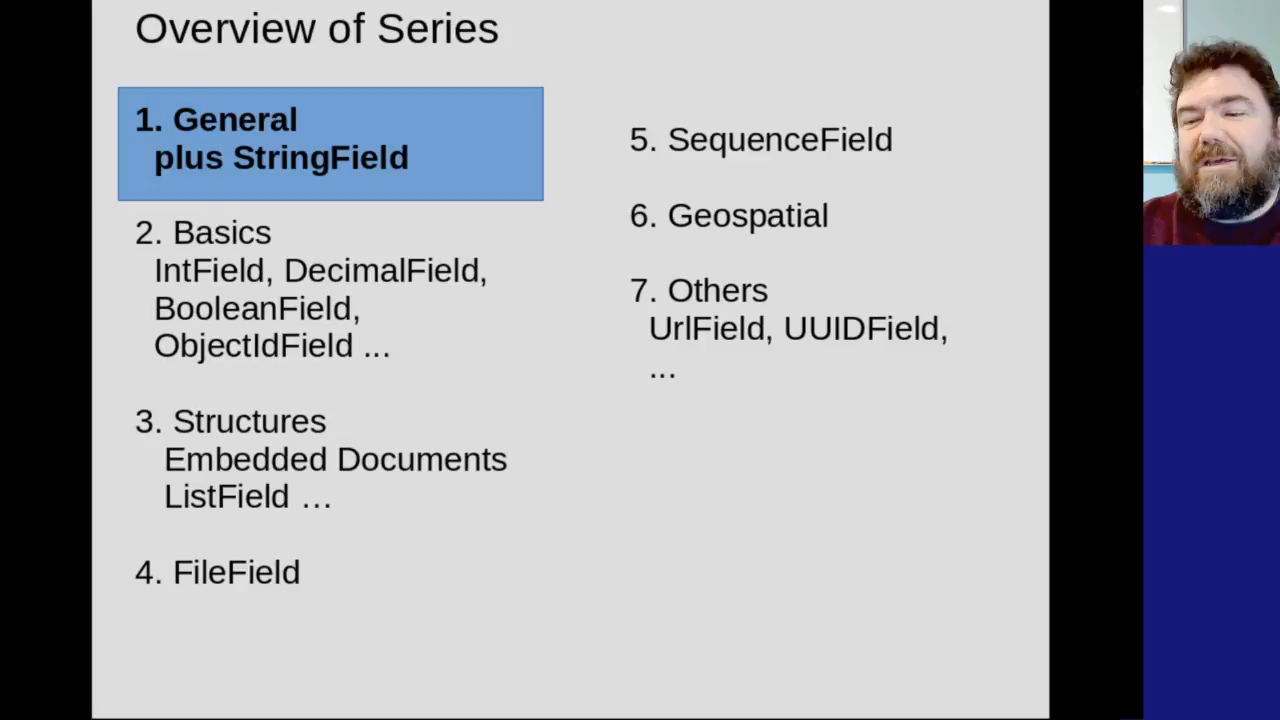 Overview of Series
1. General
plus StringField
2. Basics
IntField, DecimalField,
BooleanField,
ObjectIdField ...
3. Structures
Embedded Documents
ListField …
4. FileField
5. SequenceField
6. Geospatial
7. Others
UrlField, UUIDField,
...